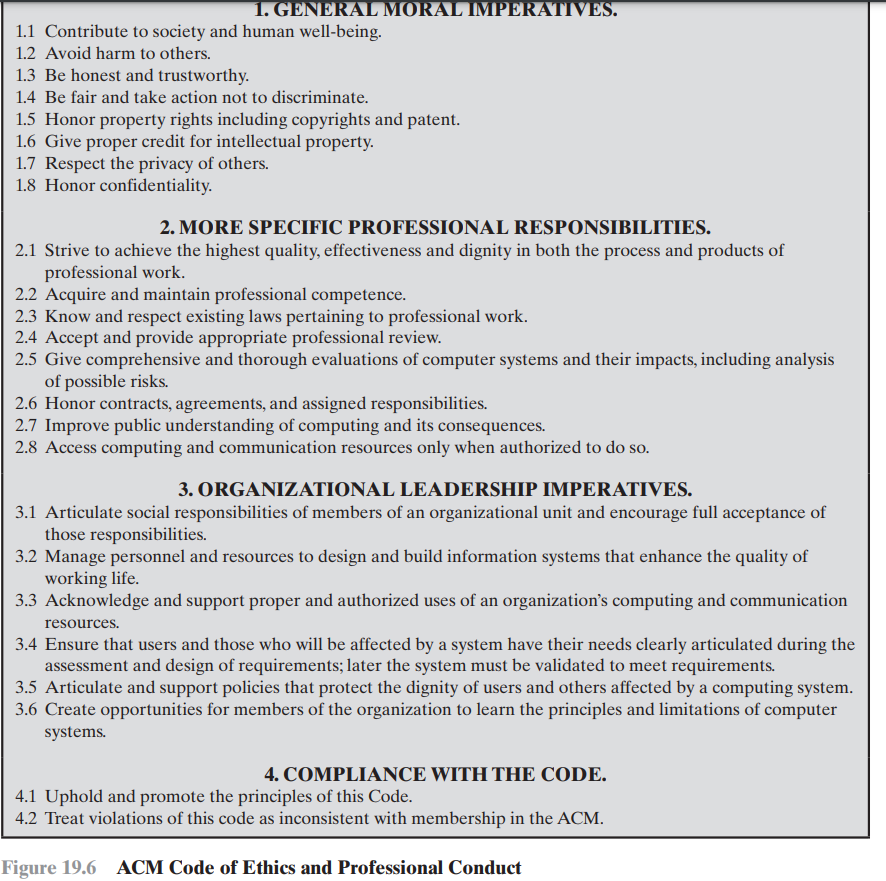 1. GENERAL MORAL IMPERATIVES.
1.1 Contribute to society and human well-being.
1.2 Avoid harm to others.
1.3 Be honest and trustworthy.
1.4 Be fair and take action not to discriminate.
1.5 Honor property rights including copyrights and patent.
1.6 Give proper credit for intellectual property.
1.7 Respect the privacy of others.
1.8 Honor confidentiality.
2. MORE SPECIFIC PROFESSIONAL RESPONSIBILITIES.
2.1 Strive to achieve the highest quality, effectiveness and dignity in both the process and products of
professional work.
2.2 Acquire and maintain professional competence.
2.3 Know and respect existing laws pertaining to professional work.
2.4 Accept and provide appropriate professional review.
2.5 Give comprehensive and thorough evaluations of computer systems and their impacts, including analysis
of possible risks.
2.6 Honor contracts, agreements, and assigned responsibilities.
2.7 Improve public understanding of computing and its consequences.
2.8 Access computing and communication resources only when authorized to do so.
3. ORGANIZATIONAL LEADERSHIP IMPERATIVES.
3.1 Articulate social responsibilities of members of an organizational unit and encourage full acceptance of
those responsibilities.
3.2 Manage personnel and resources to design and build information systems that enhance the quality of
working life.
3.3 Acknowledge and support proper and authorized uses of an organization's computing and communication
resources.
3.4 Ensure that users and those who will be affected by a system have their needs clearly articulated during the
assessment and design of requirements; later the system must be validated to meet requirements.
3.5 Articulate and support policies that protect the dignity of users and others affected by a computing system.
3.6 Create opportunities for members of the organization to learn the principles and limitations of computer
systems.
4. COMPLIANCE WITH THE CODE.
4.1 Uphold and promote the principles of this Code.
4.2 Treat violations of this code as inconsistent with membership in the ACM.
Figure 19.6 ACM Code of Ethics and Professional Conduct